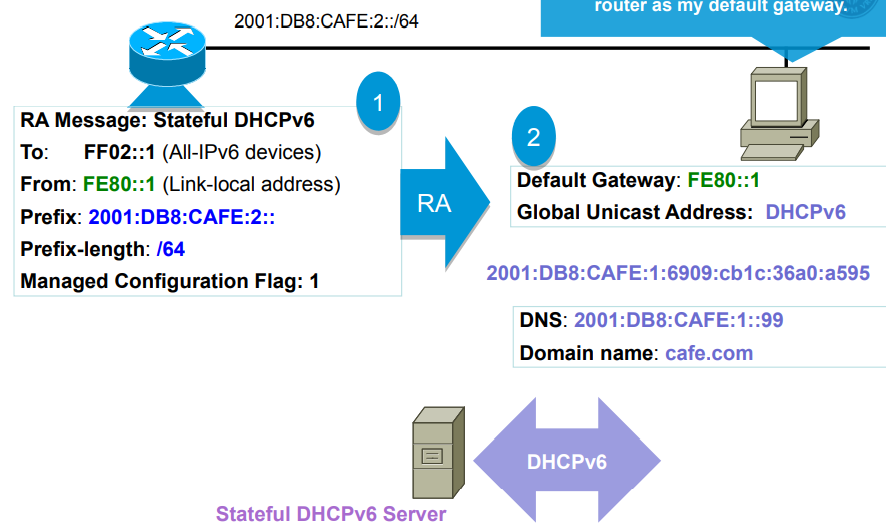 router as my default gateway.
2001:DB8:CAFE:2::/64
1
RA Message: Stateful DHCPv6
To: FF02::1 (All-IPv6 devices)
From: FE80::1 (Link-local address)
Prefix: 2001:DB8:CAFE:2::
Prefix-length: /64
Managed Configuration Flag: 1
RA
2
Default Gateway: FE80::1
Global Unicast Address: DHCPv6
2001:DB8:CAFE:1:6909:cb1c:36a0:a595
DNS: 2001:DB8:CAFE:1::99
Domain name: cafe.com
DHCPv6
Stateful DHCPv6 Server